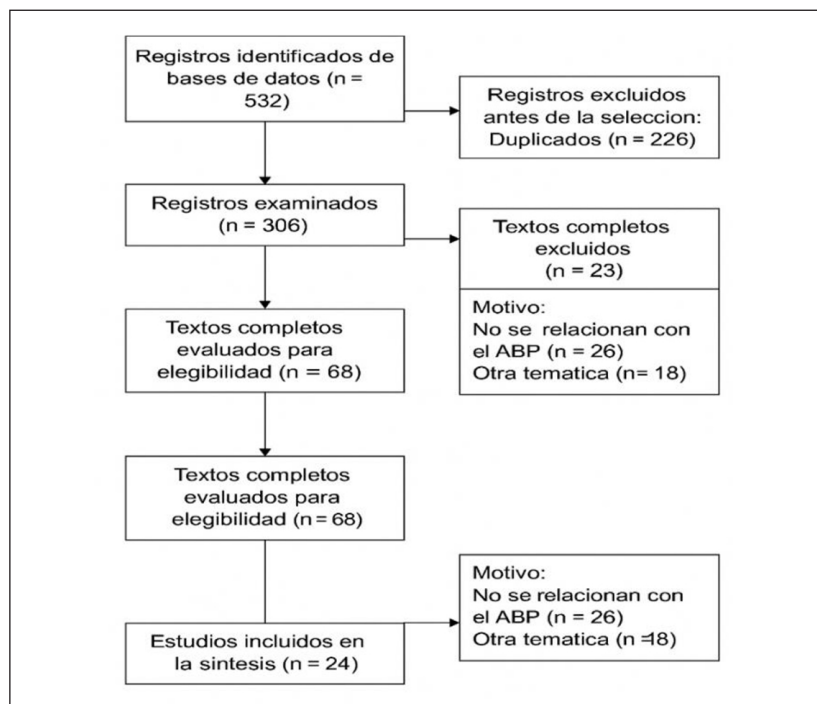 Registros identificados de
bases de datos (n =
532)
Registros excluidos
antes de la seleccion:
Duplicados (n = 226)
Registros examinados
(n = 306)
Textos completos
excluidos
(n = 23)
Motivo:
No se relacionan con
el ABP (n = 26)
Otra tematica (n= 18)
Textos completos
evaluados para
elegibilidad (n = 68)
Textos completos
evaluados para
elegibilidad (n = 68)
Motivo:
No se relacionan con
el ABP (n = 26)
Otra tematica (n =18)
Estudios incluidos en
la sintesis (n = 24)